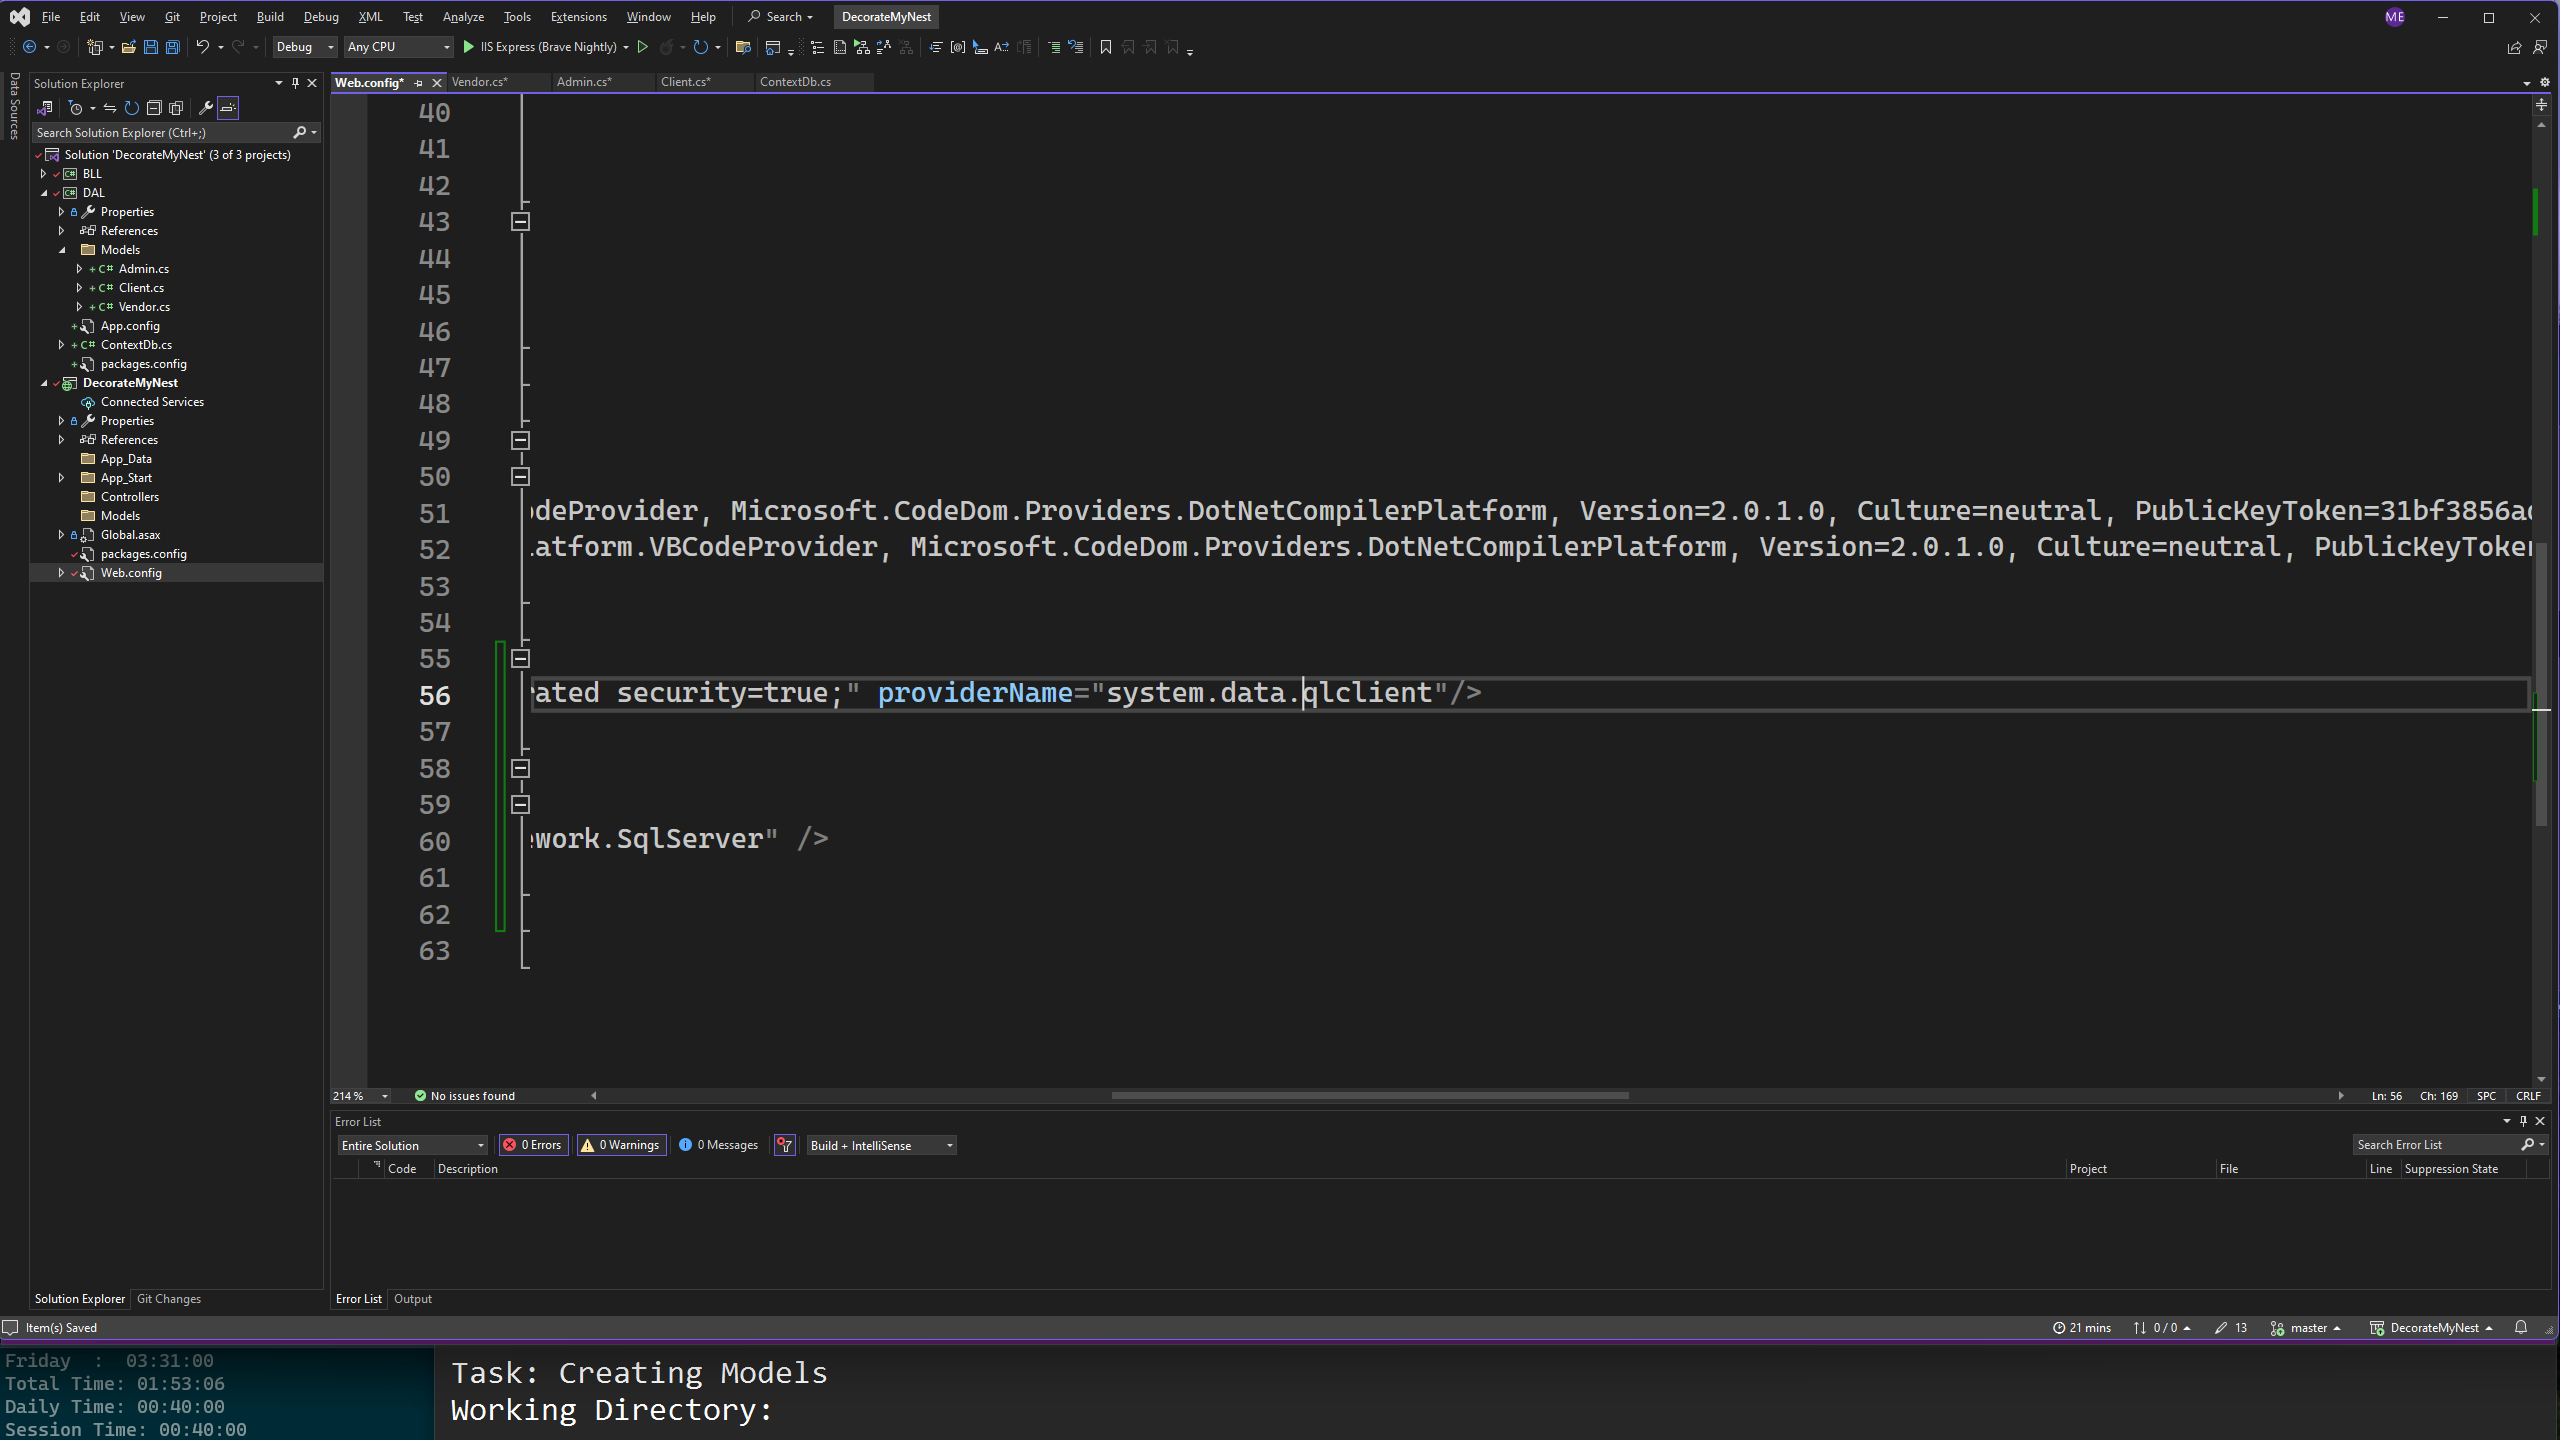 File Edit View Git Project Build Debug XML Test Analyze Tools Extensions Window Help Search DecorateMyNest ME
Debug Any CPU IIS Express (Brave Nightly)
Data Sources
Solution Explorer
Search Solution Explorer (Ctrl+;)
Solution 'DecorateMyNest' (3 of 3 projects)
BLL
DAL
Properties
References
Models
C# Admin.cs
C# Client.cs
C# Vendor.cs
App.config
C# ContextDb.cs
packages.config
DecorateMyNest
Connected Services
Properties
References
App_Data
App_Start
Controllers
Models
Global.asax
packages.config
Web.config
Solution Explorer Git Changes
Web.config* Vendor.cs* Admin.cs* Client.cs* ContextDb.cs
40
41
42
43
44
45
46
47
48
49
50
51 odeProvider, Microsoft.CodeDom.Providers.DotNetCompilerPlatform, Version=2.0.1.0, Culture=neutral, PublicKeyToken=31bf3856ad
52 latform.VBCodeProvider, Microsoft.CodeDom.Providers.DotNetCompilerPlatform, Version=2.0.1.0, Culture=neutral, PublicKeyToken
53
54
55
56 rated security=true;" providerName="system.data.qlclient"/>
57
58
59
60 ework.SqlServer" />
61
62
63
214 % No issues found Ln: 56 Ch: 169 SPC CRLF
Error List
Entire Solution 0 Errors 0 Warnings 0 Messages Build + IntelliSense Search Error List
Code Description Project File Line Suppression State
Error List Output
Item(s) Saved 21 mins 0 / 0 13 master DecorateMyNest
Friday : 03:31:00
Total Time: 01:53:06
Daily Time: 00:40:00
Session Time: 00:40:00
Task: Creating Models
Working Directory: